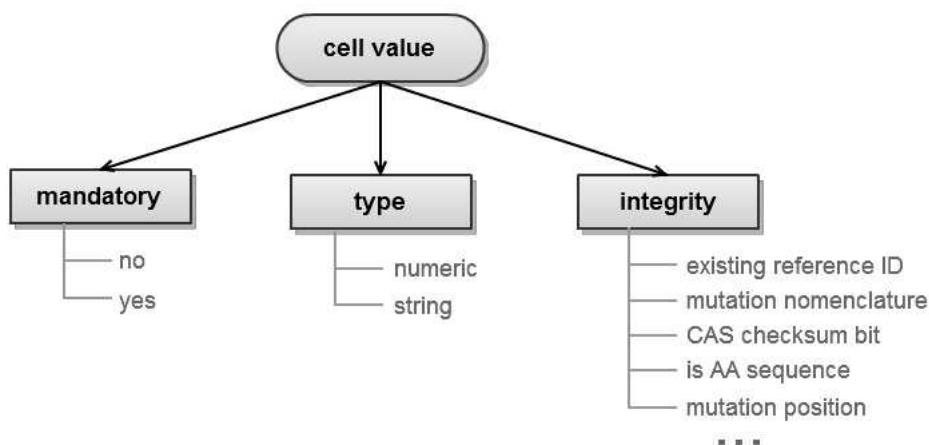 cell value
mandatory
no
yes
type
numeric
string
integrity
existing reference ID
mutation nomenclature
CAS checksum bit
is AA sequence
mutation position
...